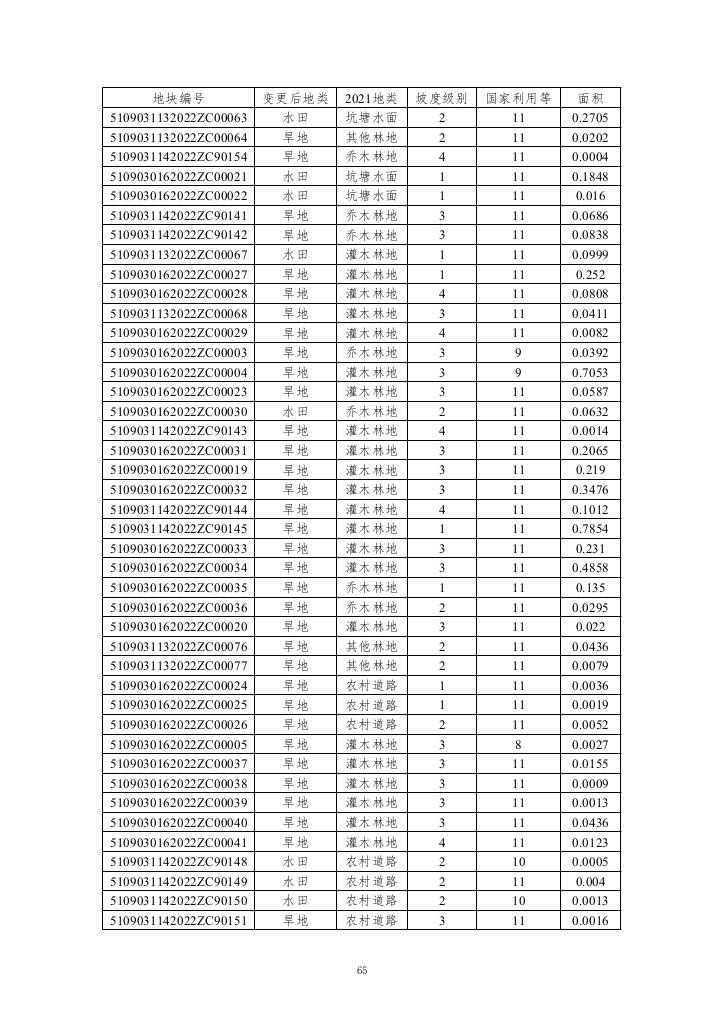 地块编号 变更后地类 2021地类 坡度级别 国家利用等 面积
5109031132022ZC00063 水田 坑塘水面 2 11 0.2705
5109031132022ZC00064 旱地 其他林地 2 11 0.0202
5109031142022ZC90154 旱地 乔木林地 4 11 0.0004
5109030162022ZC00021 水田 坑塘水面 1 11 0.1848
5109030162022ZC00022 水田 坑塘水面 1 11 0.016
5109031142022ZC90141 旱地 乔木林地 3 11 0.0686
5109031142022ZC90142 旱地 乔木林地 3 11 0.0838
5109031132022ZC00067 水田 灌木林地 1 11 0.0999
5109030162022ZC00027 旱地 灌木林地 1 11 0.252
5109030162022ZC00028 旱地 灌木林地 4 11 0.0808
5109031132022ZC00068 旱地 灌木林地 3 11 0.0411
5109030162022ZC00029 旱地 灌木林地 4 11 0.0082
5109030162022ZC00003 旱地 乔木林地 3 9 0.0392
5109030162022ZC00004 旱地 灌木林地 3 9 0.7053
5109030162022ZC00023 旱地 灌木林地 3 11 0.0587
5109030162022ZC00030 水田 乔木林地 2 11 0.0632
5109031142022ZC90143 旱地 灌木林地 4 11 0.0014
5109030162022ZC00031 旱地 灌木林地 3 11 0.2065
5109030162022ZC00019 旱地 灌木林地 3 11 0.219
5109030162022ZC00032 旱地 灌木林地 3 11 0.3476
5109031142022ZC90144 旱地 灌木林地 4 11 0.1012
5109031142022ZC90145 旱地 灌木林地 1 11 0.7854
5109030162022ZC00033 旱地 灌木林地 3 11 0.231
5109030162022ZC00034 旱地 灌木林地 3 11 0.4858
5109030162022ZC00035 旱地 乔木林地 1 11 0.135
5109030162022ZC00036 旱地 乔木林地 2 11 0.0295
5109030162022ZC00020 旱地 灌木林地 3 11 0.022
5109031132022ZC00076 旱地 其他林地 2 11 0.0436
5109031132022ZC00077 旱地 其他林地 2 11 0.0079
5109030162022ZC00024 旱地 农村道路 1 11 0.0036
5109030162022ZC00025 旱地 农村道路 1 11 0.0019
5109030162022ZC00026 旱地 农村道路 2 11 0.0052
5109030162022ZC00005 旱地 灌木林地 3 8 0.0027
5109030162022ZC00037 旱地 灌木林地 3 11 0.0155
5109030162022ZC00038 旱地 灌木林地 3 11 0.0009
5109030162022ZC00039 旱地 灌木林地 3 11 0.0013
5109030162022ZC00040 旱地 灌木林地 3 11 0.0436
5109030162022ZC00041 旱地 灌木林地 4 11 0.0123
5109031142022ZC90148 水田 农村道路 2 10 0.0005
5109031142022ZC90149 水田 农村道路 2 11 0.004
5109031142022ZC90150 水田 农村道路 2 10 0.0013
5109031142022ZC90151 旱地 农村道路 3 11 0.0016
65